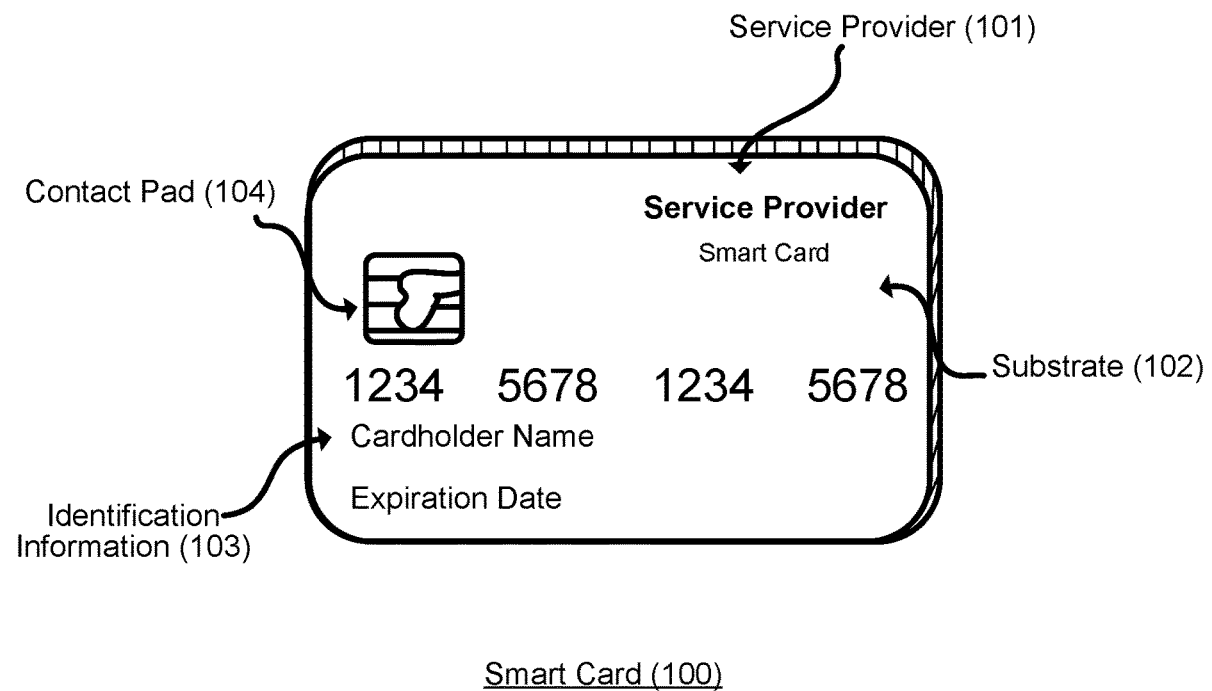 Service Provider (101)
Contact Pad (104)
Service Provider
Smart Card
Substrate (102)
1234 5678 1234 5678
Cardholder Name
Expiration Date
Identification
Information (103)
Smart Card (100)